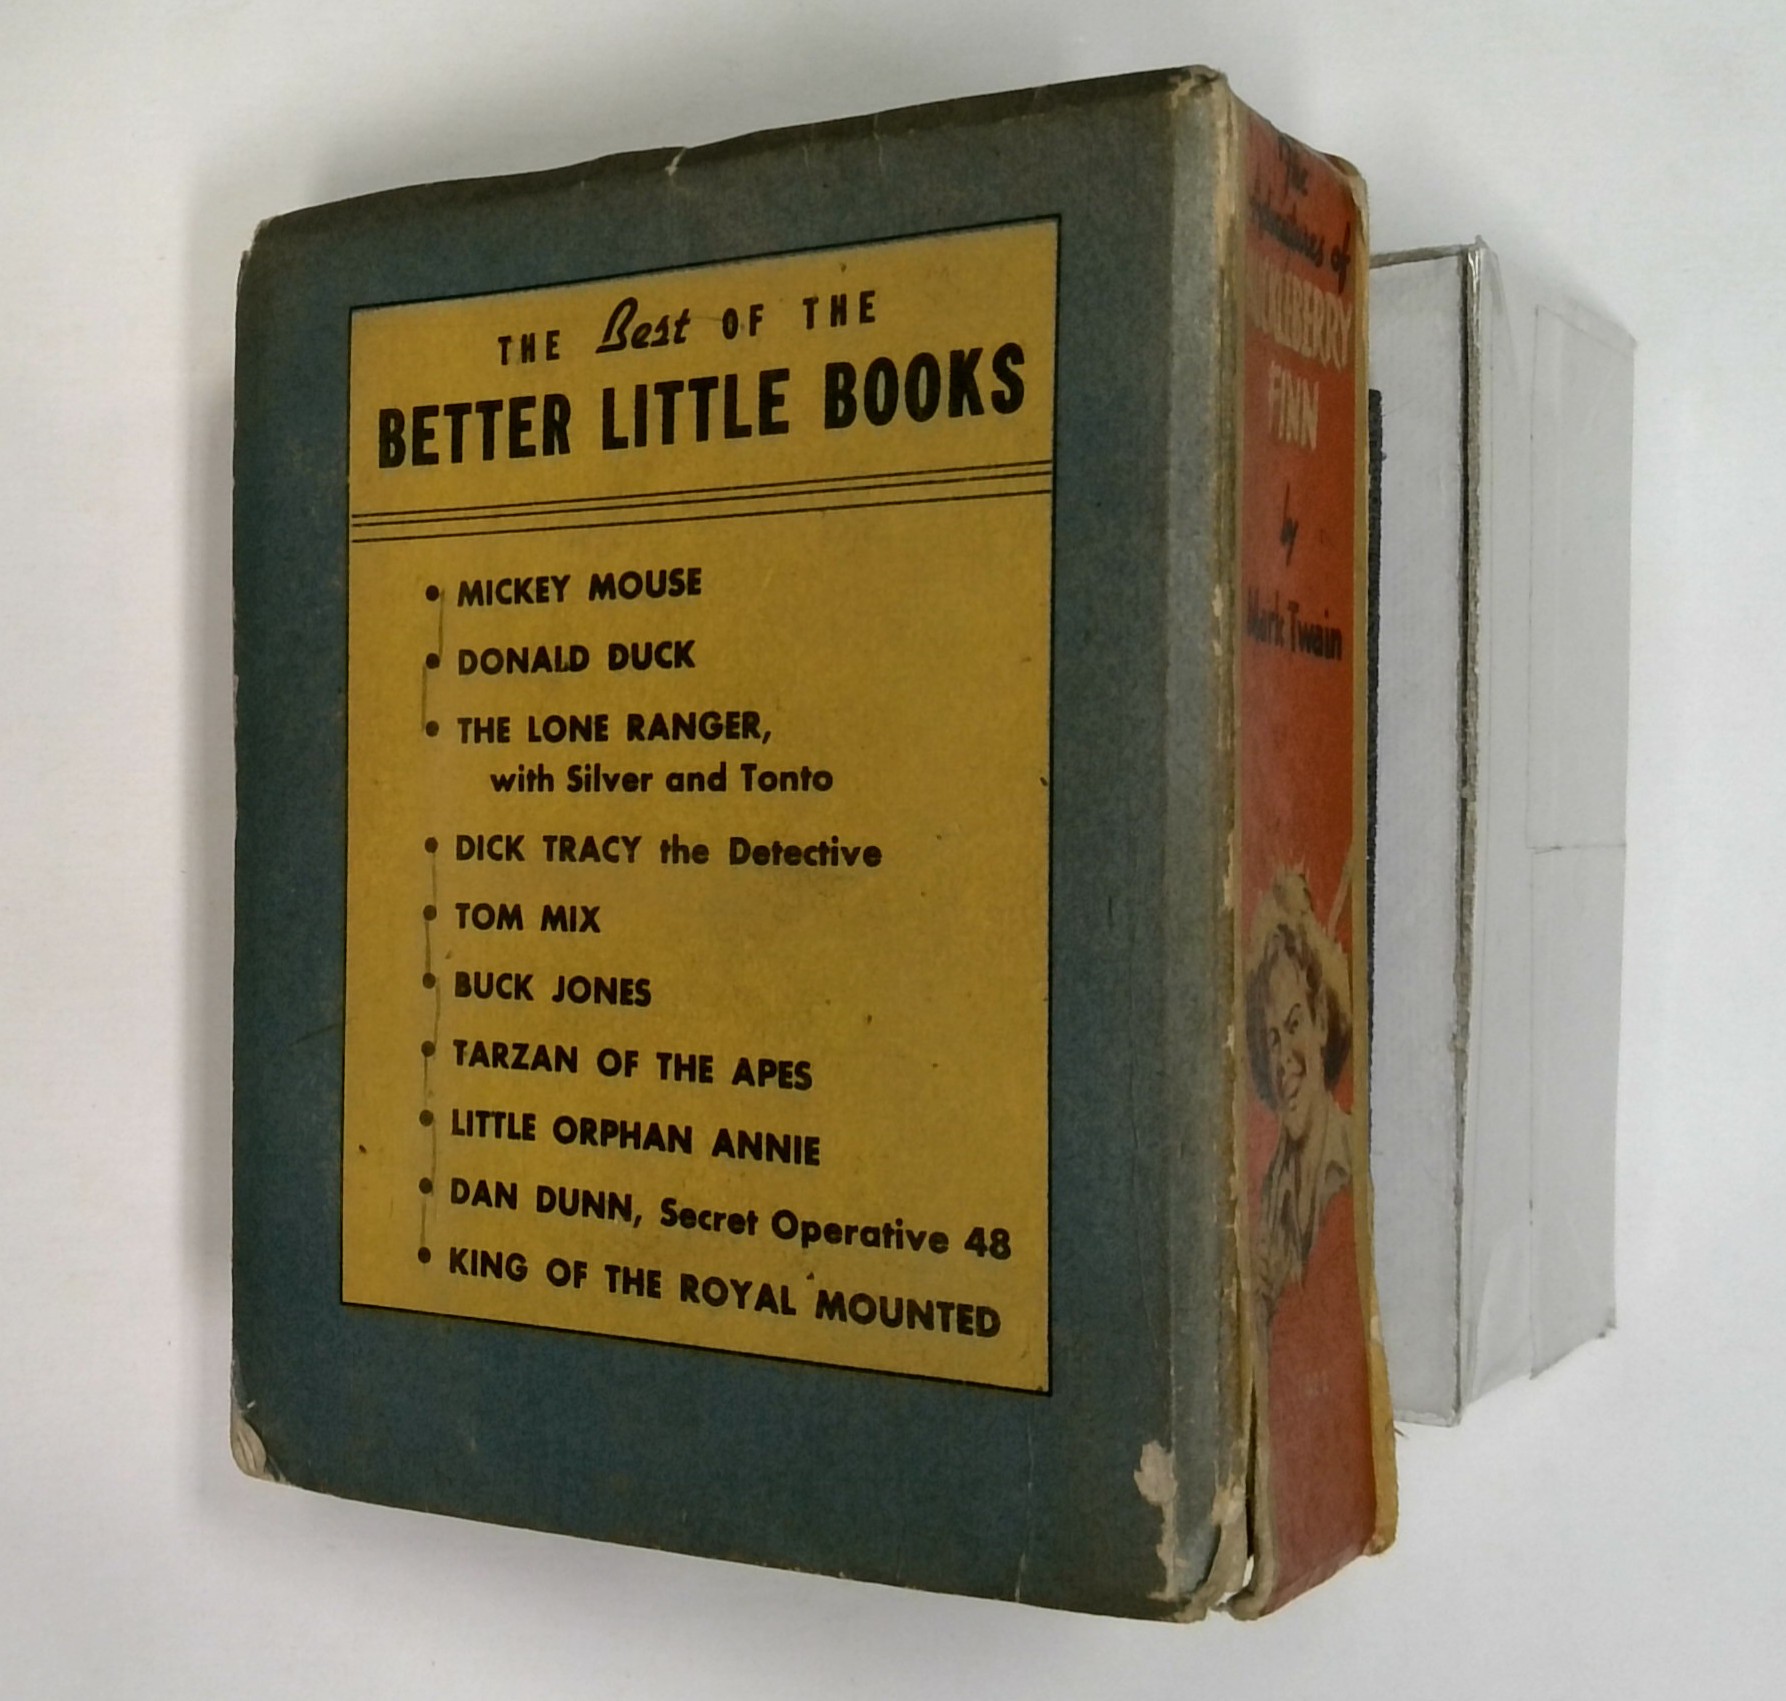 THE Best OF THE
BETTER LITTLE BOOKS
• MICKEY MOUSE
• DONALD DUCK
• THE LONE RANGER,
with Silver and Tonto
• DICK TRACY the Detective
• TOM MIX
• BUCK JONES
• TARZAN OF THE APES
• LITTLE ORPHAN ANNIE
• DAN DUNN, Secret Operative 48
• KING OF THE ROYAL MOUNTED
The
Adventures of
HUCKLEBERRY
FINN
by
Mark Twain